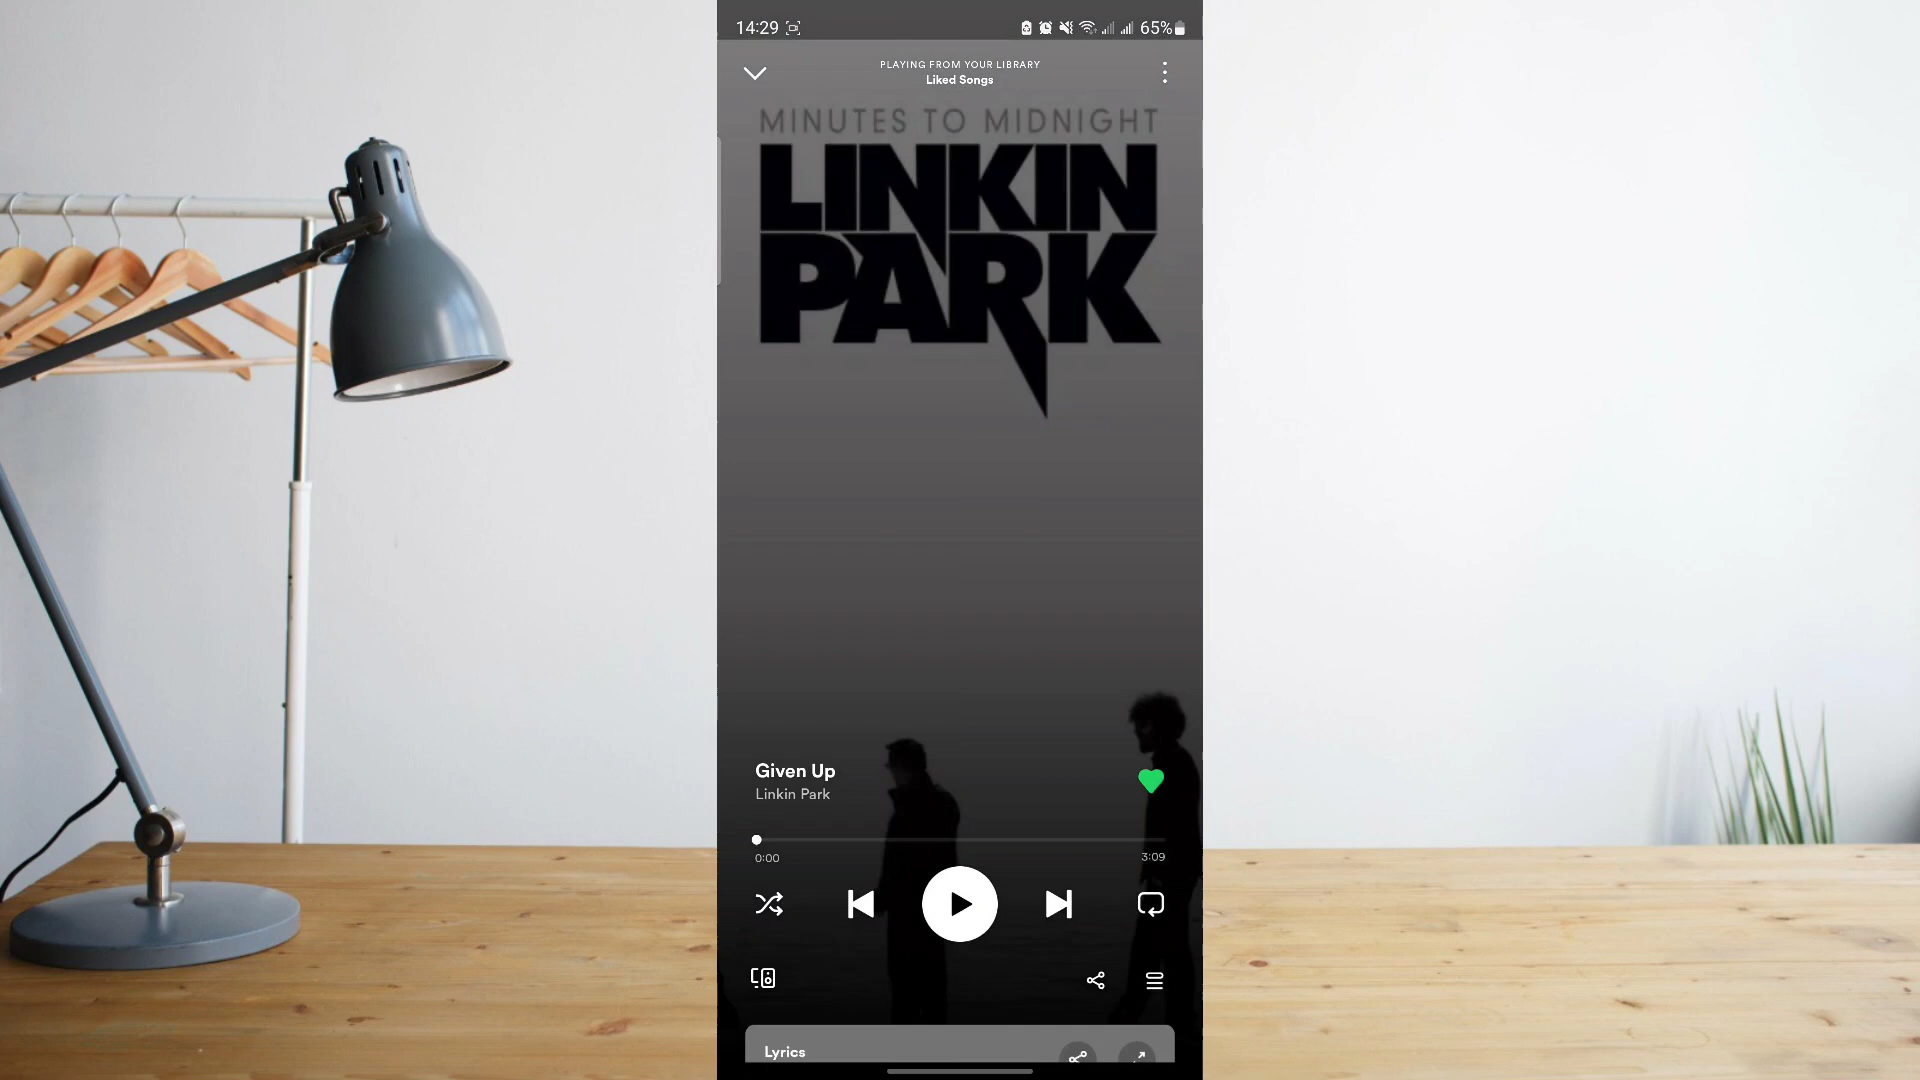 14:29
65%
PLAYING FROM YOUR LIBRARY
Liked Songs
MINUTES TO MIDNIGHT
LINKIN
PARK
Given Up
Linkin Park
0:00
3:09
Lyrics